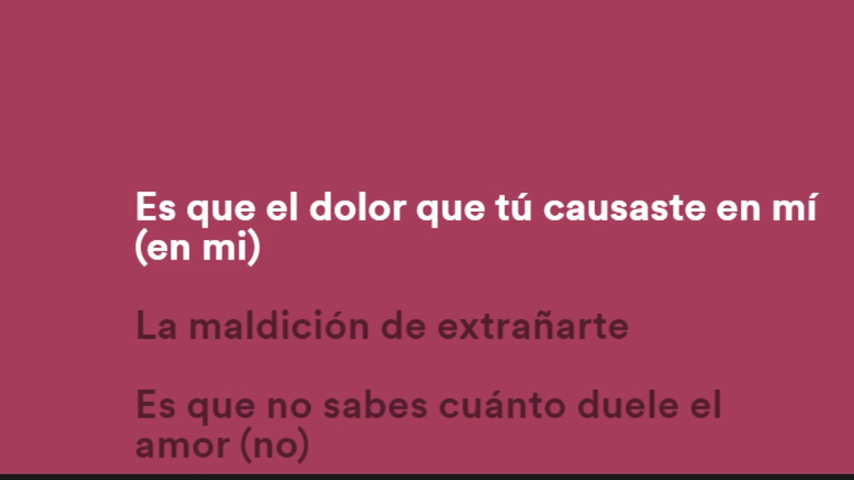 Es que el dolor que tú causaste en mí
(en mi)
La maldición de extrañarte
Es que no sabes cuánto duele el
amor (no)